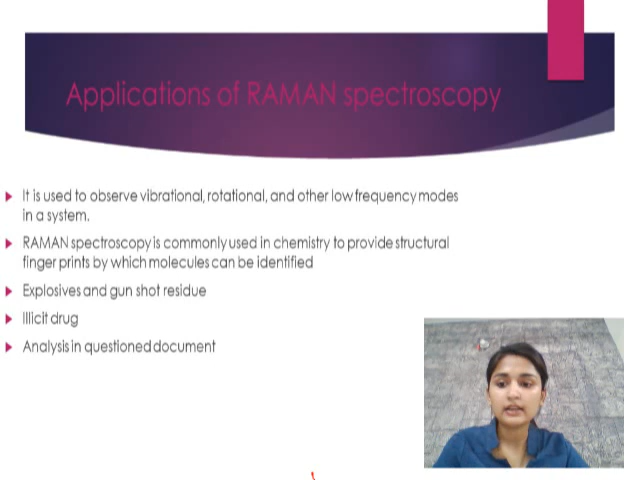 Applications of RAMAN spectroscopy
It is used to observe vibrational, rotational, and other low frequency modes
in a system.
RAMAN spectroscopy is commonly used in chemistry to provide structural
finger prints by which molecules can be identified
Explosives and gun shot residue
Illicit drug
Analysis in questioned document